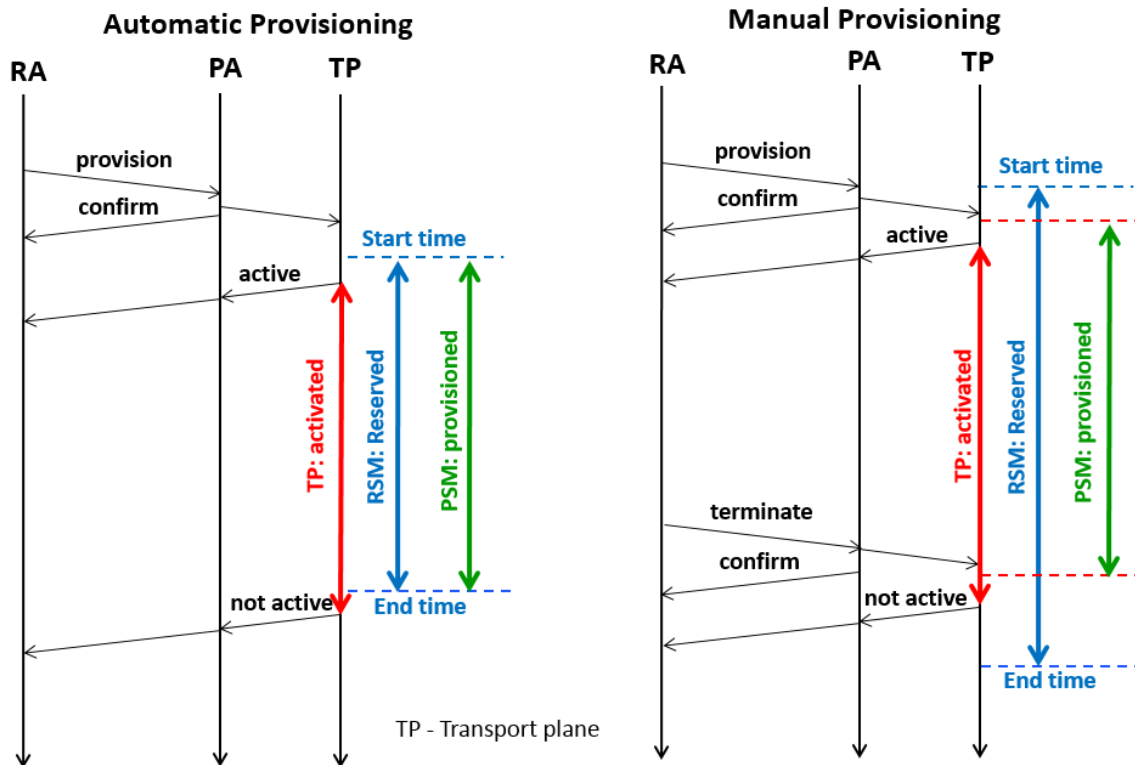 Automatic Provisioning
RA
PA
TP
provision
confirm
Start time
active
TP: activated
RSM: Reserved
PSM: provisioned
not active
End time
TP - Transport plane
Manual Provisioning
RA
PA
TP
provision
Start time
confirm
active
TP: activated
RSM: Reserved
PSM: provisioned
terminate
confirm
not active
End time